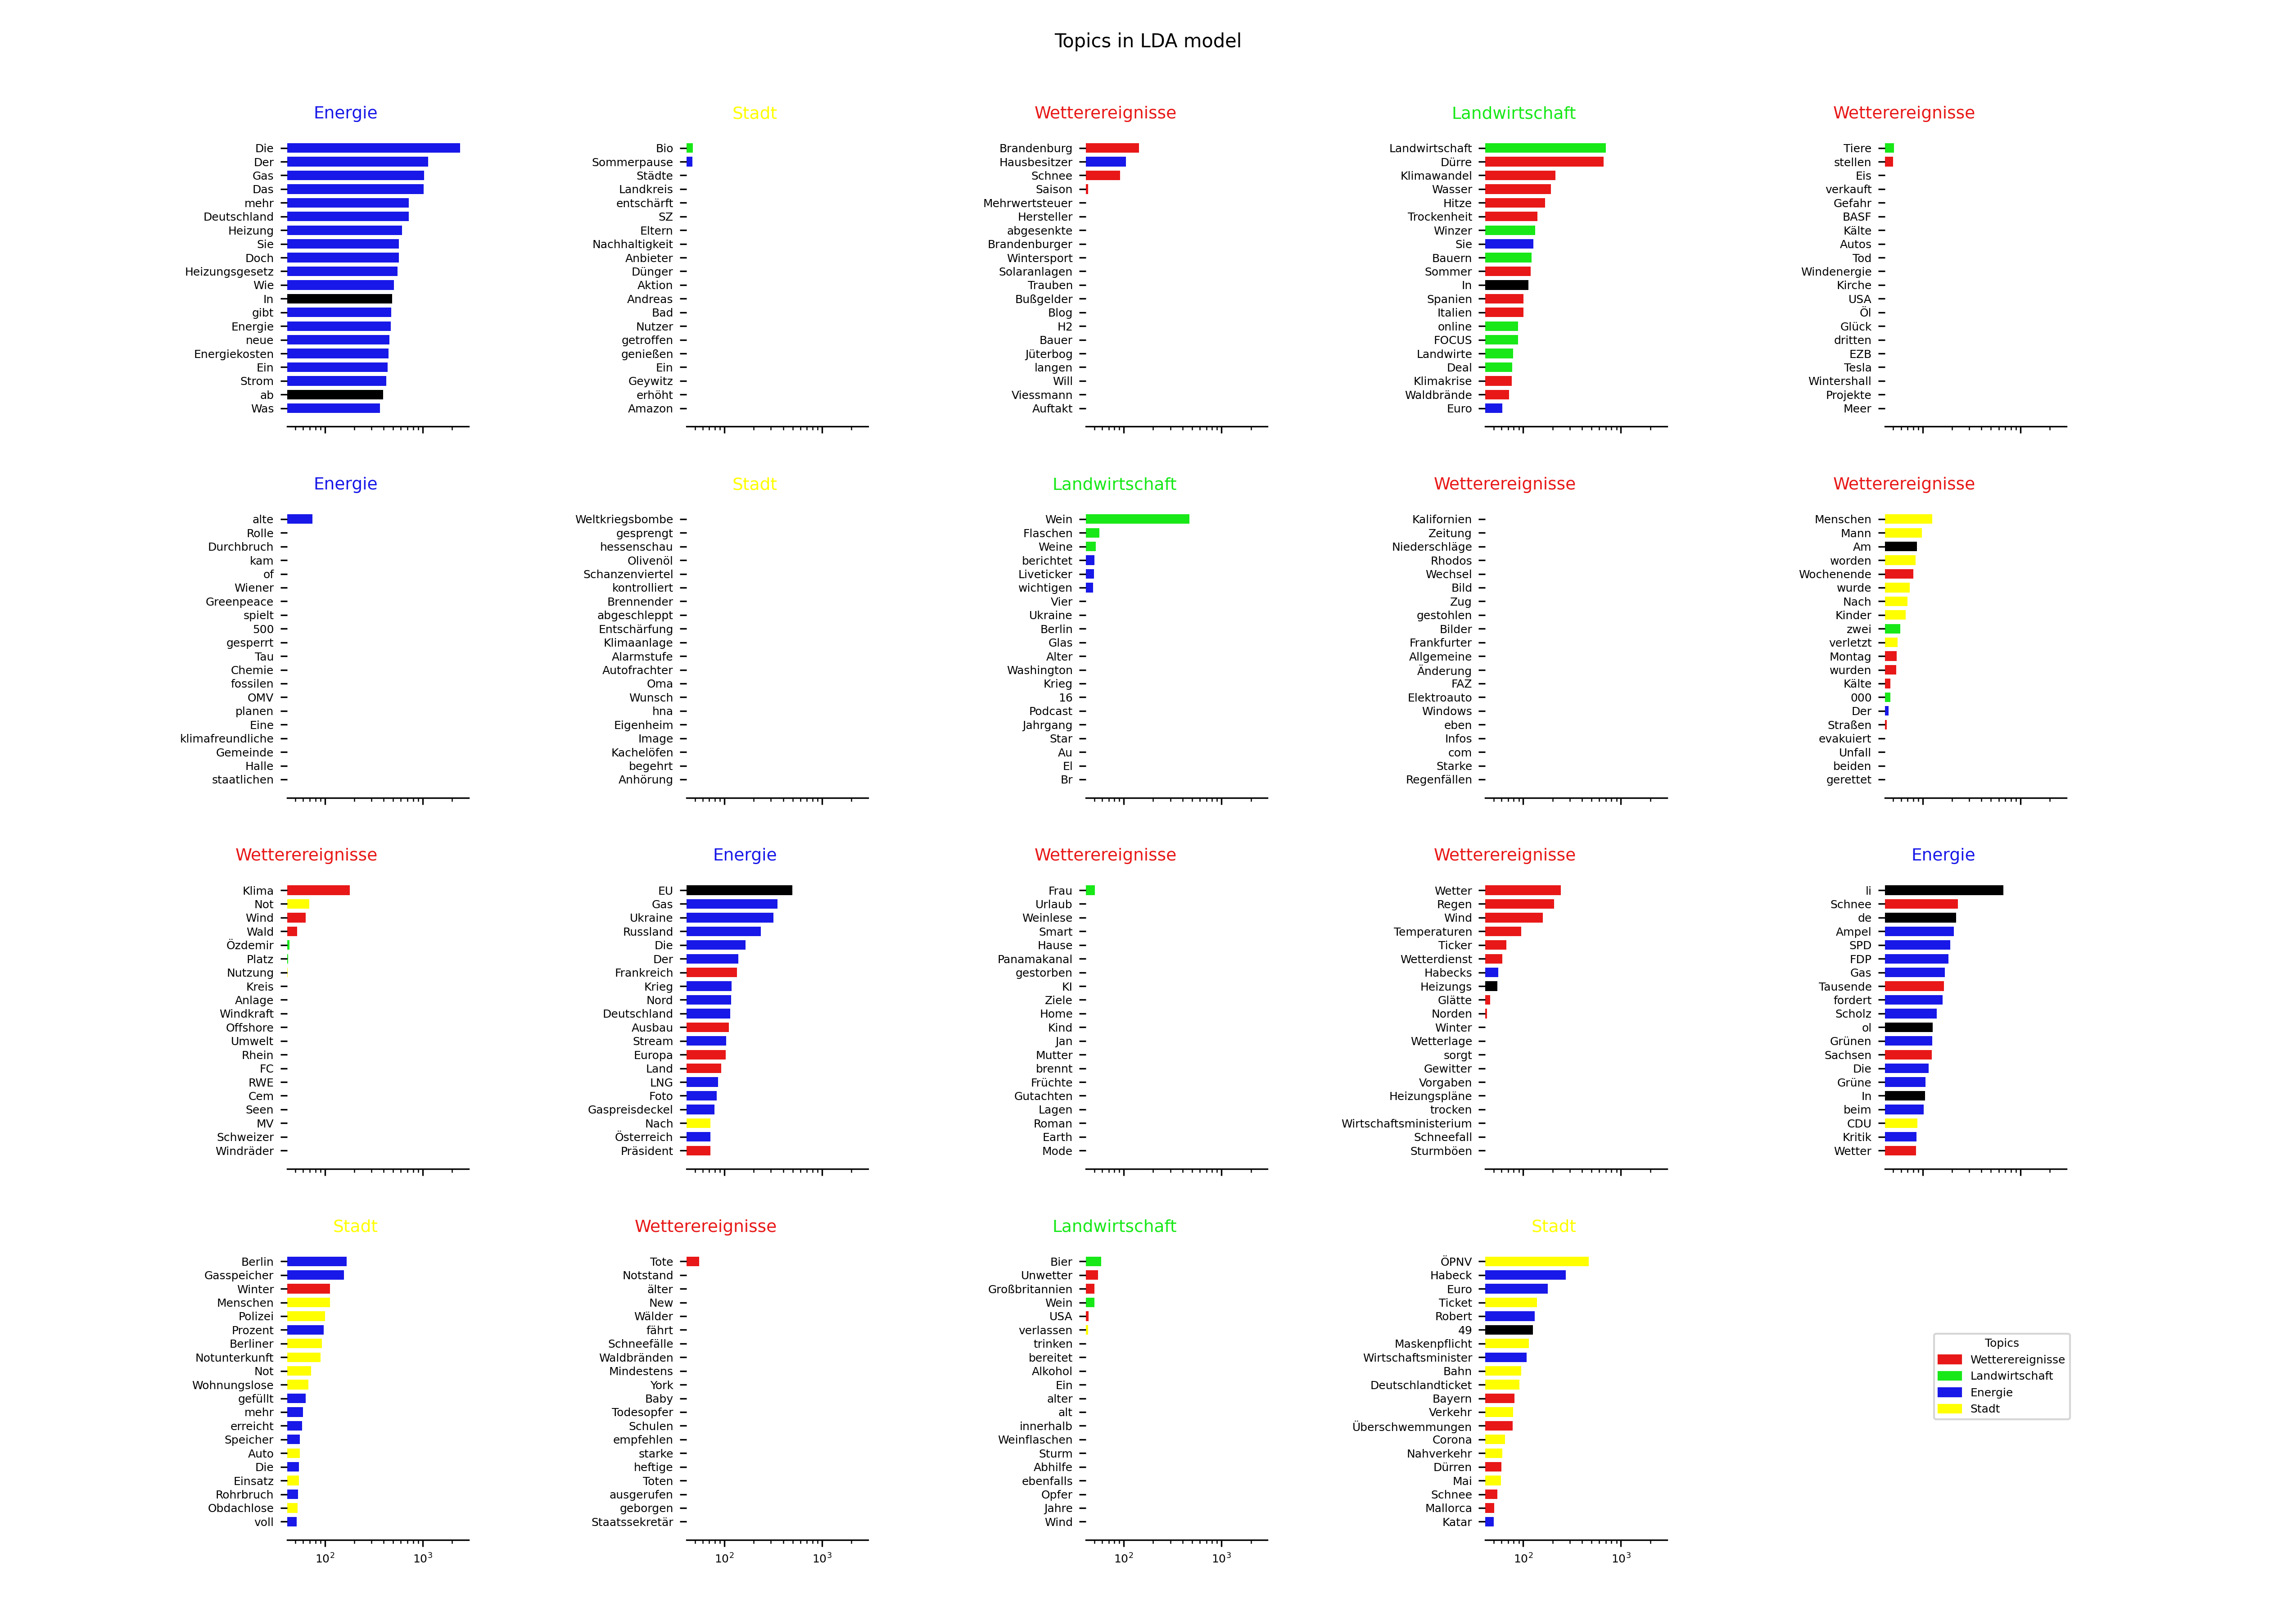 Topics in LDA model
Energie
Die
Der
Gas
Das
mehr
Deutschland
Heizung
Sie
Doch
Heizungsgesetz
Wie
In
gibt
Energie
neue
Energiekosten
Ein
Strom
ab
Was
Stadt
Bio
Sommerpause
Städte
Landkreis
entschärft
SZ
Eltern
Nachhaltigkeit
Anbieter
Dünger
Aktion
Andreas
Bad
Nutzer
getroffen
genießen
Ein
Geywitz
erhöht
Amazon
Wetterereignisse
Brandenburg
Hausbesitzer
Schnee
Saison
Mehrwertsteuer
Hersteller
abgesenkte
Brandenburger
Wintersport
Solaranlagen
Trauben
Bußgelder
Blog
H2
Bauer
Jüterbog
langen
Will
Viessmann
Auftakt
Landwirtschaft
Landwirtschaft
Dürre
Klimawandel
Wasser
Hitze
Trockenheit
Winzer
Sie
Bauern
Sommer
In
Spanien
Italien
online
FOCUS
Landwirte
Deal
Klimakrise
Waldbrände
Euro
Wetterereignisse
Tiere
stellen
Eis
verkauft
Gefahr
BASF
Kälte
Autos
Tod
Windenergie
Kirche
USA
Öl
Glück
dritten
EZB
Tesla
Wintershall
Projekte
Meer
Energie
alte
Rolle
Durchbruch
kam
of
Wiener
Greenpeace
spielt
500
gesperrt
Tau
Chemie
fossilen
OMV
planen
Eine
klimafreundliche
Gemeinde
Halle
staatlichen
Stadt
Weltkriegsbombe
gesprengt
hessenschau
Olivenöl
Schanzenviertel
kontrolliert
Brennender
abgeschleppt
Entschärfung
Klimaanlage
Alarmstufe
Autofrachter
Oma
Wunsch
hna
Eigenheim
Image
Kachelöfen
begehrt
Anhörung
Landwirtschaft
Wein
Flaschen
Weine
berichtet
Liveticker
wichtigen
Vier
Ukraine
Berlin
Glas
Alter
Washington
Krieg
16
Podcast
Jahrgang
Star
Au
El
Br
Wetterereignisse
Kalifornien
Zeitung
Niederschläge
Rhodos
Wechsel
Bild
Zug
gestohlen
Bilder
Frankfurter
Allgemeine
Änderung
FAZ
Elektroauto
Windows
eben
Infos
com
Starke
Regenfällen
Wetterereignisse
Menschen
Mann
Am
worden
Wochenende
wurde
Nach
Kinder
zwei
verletzt
Montag
wurden
Kälte
000
Der
Straßen
evakuiert
Unfall
beiden
gerettet
Wetterereignisse
Klima
Not
Wind
Wald
Özdemir
Platz
Nutzung
Kreis
Anlage
Windkraft
Offshore
Umwelt
Rhein
FC
RWE
Cem
Seen
MV
Schweizer
Windräder
Energie
EU
Gas
Ukraine
Russland
Die
Der
Frankreich
Krieg
Nord
Deutschland
Ausbau
Stream
Europa
Land
LNG
Foto
Gaspreisdeckel
Nach
Österreich
Präsident
Wetterereignisse
Frau
Urlaub
Weinlese
Smart
Hause
Panamakanal
gestorben
KI
Ziele
Home
Kind
Jan
Mutter
brennt
Früchte
Gutachten
Lagen
Roman
Earth
Mode
Wetterereignisse
Wetter
Regen
Wind
Temperaturen
Ticker
Wetterdienst
Habecks
Heizungs
Glätte
Norden
Winter
Wetterlage
sorgt
Gewitter
Vorgaben
Heizungspläne
trocken
Wirtschaftsministerium
Schneefall
Sturmböen
Energie
li
Schnee
de
Ampel
SPD
FDP
Gas
Tausende
fordert
Scholz
ol
Grünen
Sachsen
Die
Grüne
In
beim
CDU
Kritik
Wetter
Stadt
Berlin
Gasspeicher
Winter
Menschen
Polizei
Prozent
Berliner
Notunterkunft
Not
Wohnungslose
gefüllt
mehr
erreicht
Speicher
Auto
Die
Einsatz
Rohrbruch
Obdachlose
voll
10² 10³
Wetterereignisse
Tote
Notstand
älter
New
Wälder
fährt
Schneefälle
Waldbränden
Mindestens
York
Baby
Todesopfer
Schulen
empfehlen
starke
heftige
Toten
ausgerufen
geborgen
Staatssekretär
10² 10³
Landwirtschaft
Bier
Unwetter
Großbritannien
Wein
USA
verlassen
trinken
bereitet
Alkohol
Ein
alter
alt
innerhalb
Weinflaschen
Sturm
Abhilfe
ebenfalls
Opfer
Jahre
Wind
10² 10³
Stadt
ÖPNV
Habeck
Euro
Ticket
Robert
49
Maskenpflicht
Wirtschaftsminister
Bahn
Deutschlandticket
Bayern
Verkehr
Überschwemmungen
Corona
Nahverkehr
Dürren
Mai
Schnee
Mallorca
Katar
10² 10³
Topics
Wetterereignisse
Landwirtschaft
Energie
Stadt